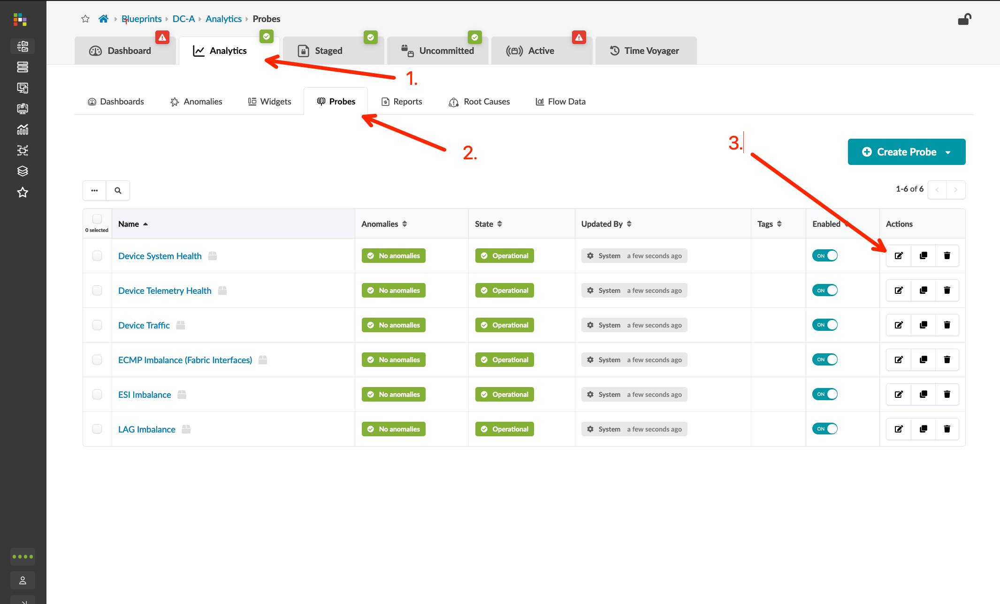 Blueprints DC-A Analytics Probes
Dashboard Analytics Staged Uncommitted Active Time Voyager
1.
Dashboards Anomalies Widgets Probes Reports Root Causes Flow Data
2.
3.
Create Probe
1-6 of 6
0 selected Name Anomalies State Updated By Tags Enabled Actions
Device System Health No anomalies Operational System a few seconds ago ON
Device Telemetry Health No anomalies Operational System a few seconds ago ON
Device Traffic No anomalies Operational System a few seconds ago ON
ECMP Imbalance (Fabric Interfaces) No anomalies Operational System a few seconds ago ON
ESI Imbalance No anomalies Operational System a few seconds ago ON
LAG Imbalance No anomalies Operational System a few seconds ago ON